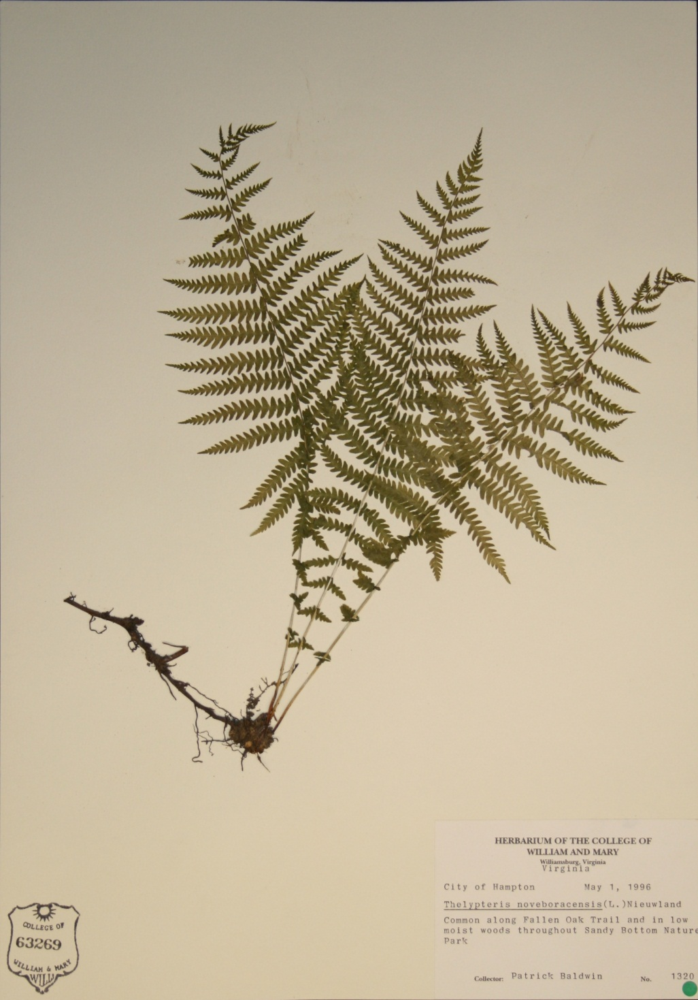 HERBARIUM OF THE COLLEGE OF
WILLIAM AND MARY
Williamsburg, Virginia
Virginia
City of Hampton May 1, 1996
Thelypteris noveboracensis(L.)Nieuwland
Common along Fallen Oak Trail and in low
moist woods throughout Sandy Bottom Nature
Park
Collector: Patrick Baldwin No. 1320
COLLEGE OF
63269
WILLIAM & MARY
WILL